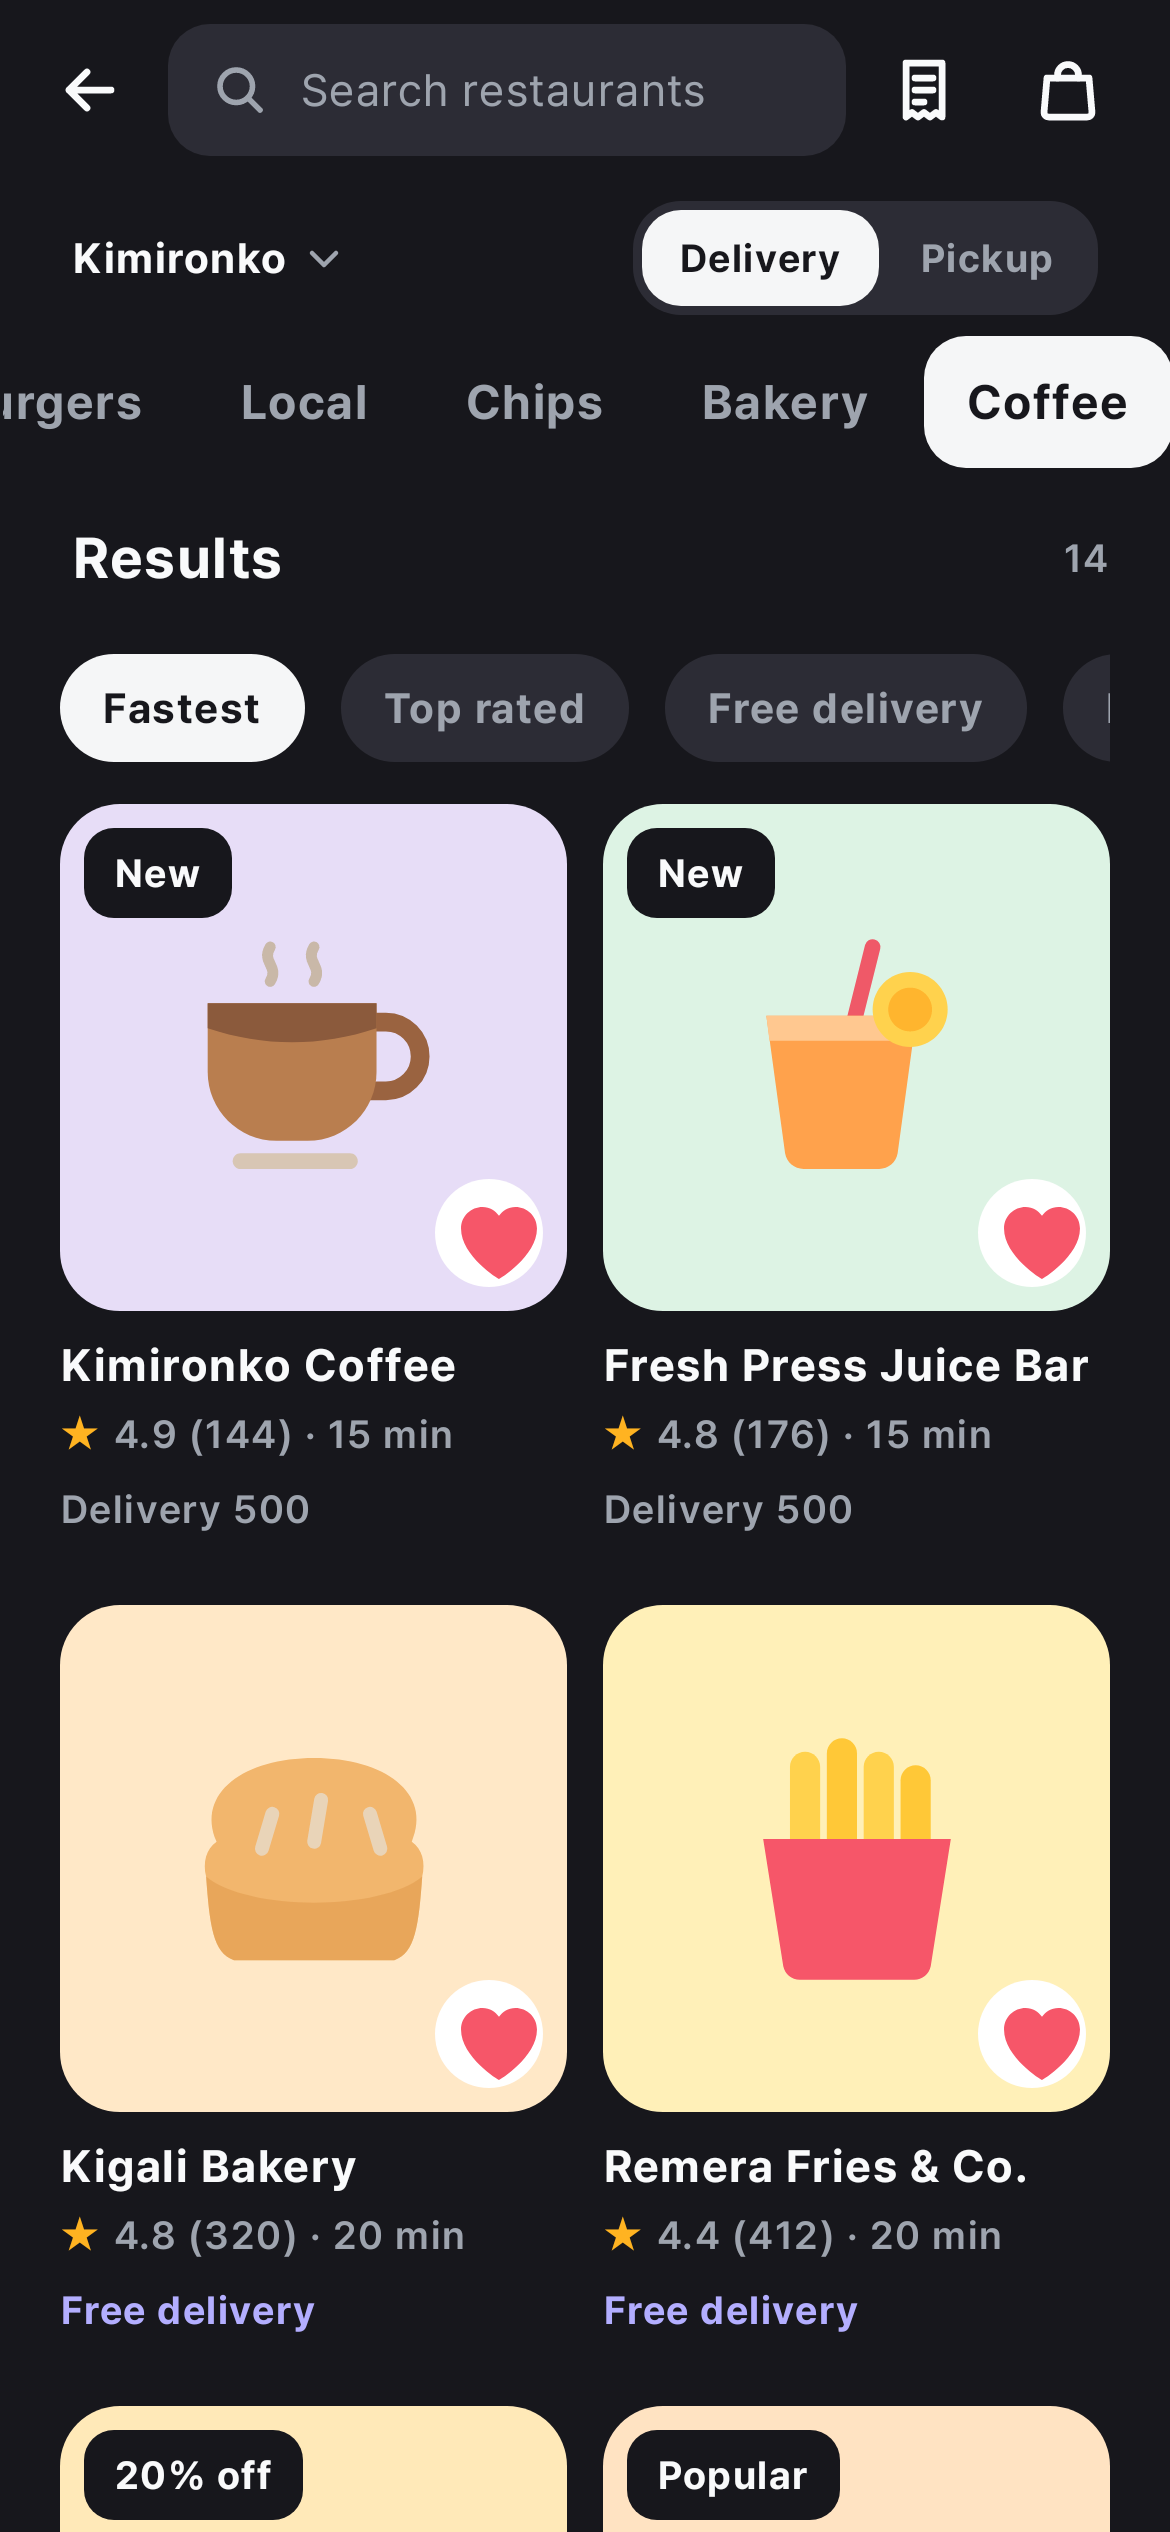 Search restaurants
Kimironko
Delivery
Pickup
urgers
Local
Chips
Bakery
Coffee
Results
14
Fastest
Top rated
Free delivery
New
New
Kimironko Coffee
★ 4.9 (144) · 15 min
Delivery 500
Fresh Press Juice Bar
★ 4.8 (176) · 15 min
Delivery 500
Kigali Bakery
★ 4.8 (320) · 20 min
Free delivery
Remera Fries & Co.
★ 4.4 (412) · 20 min
Free delivery
20% off
Popular